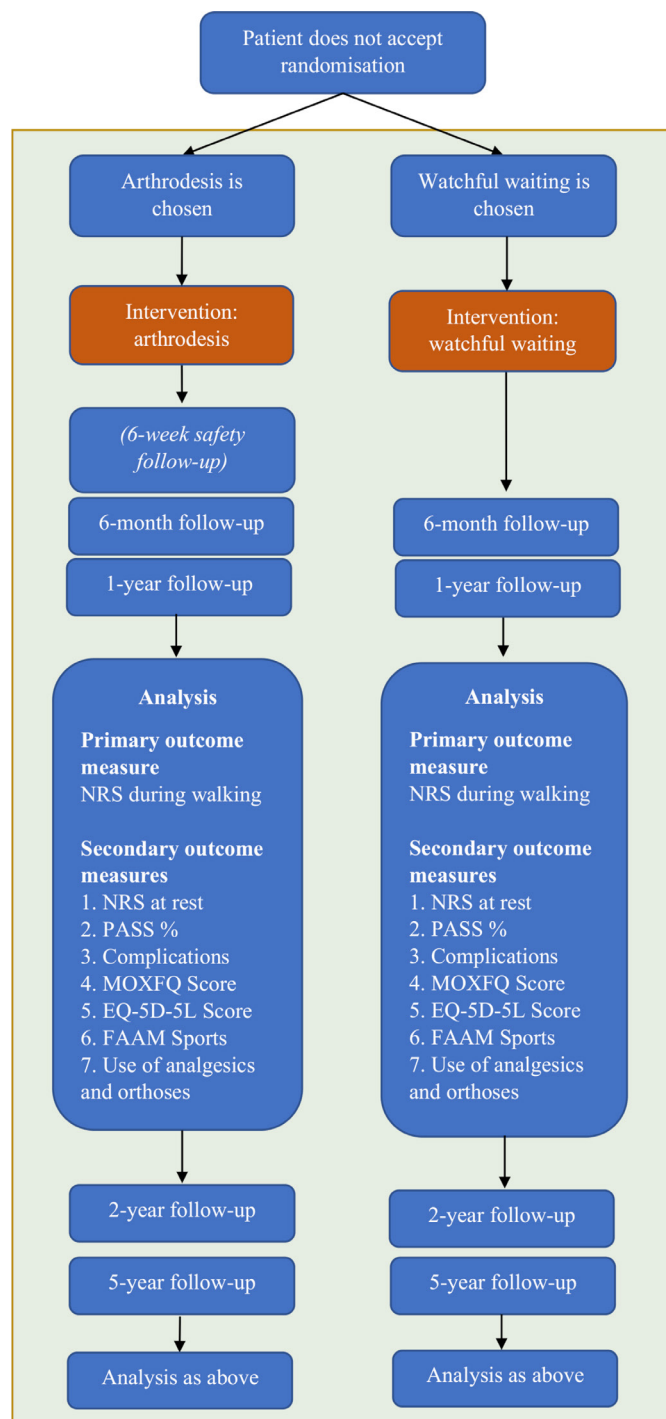 Patient does not accept
randomisation
Arthrodesis is
chosen
Intervention:
arthrodesis
(6-week safety
follow-up)
6-month follow-up
1-year follow-up
Analysis
Primary outcome
measure
NRS during walking
Secondary outcome
measures
1. NRS at rest
2. PASS %
3. Complications
4. MOXFQ Score
5. EQ-5D-5L Score
6. FAAM Sports
7. Use of analgesics
and orthoses
2-year follow-up
5-year follow-up
Analysis as above
Watchful waiting is
chosen
Intervention:
watchful waiting
6-month follow-up
1-year follow-up
Analysis
Primary outcome
measure
NRS during walking
Secondary outcome
measures
1. NRS at rest
2. PASS %
3. Complications
4. MOXFQ Score
5. EQ-5D-5L Score
6. FAAM Sports
7. Use of analgesics
and orthoses
2-year follow-up
5-year follow-up
Analysis as above